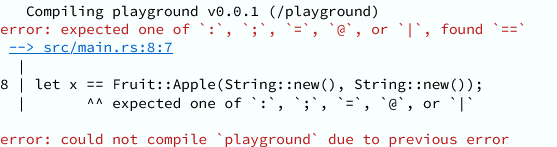 Compiling playground v0.0.1 (/playground)
error: expected one of `:`, `;`, `=`, `@`, or `|`, found `==`
--> src/main.rs:8:7
|
8 | let x == Fruit::Apple(String::new(), String::new());
| ^^ expected one of `:`, `;`, `=`, `@`, or `|`
error: could not compile `playground` due to previous error